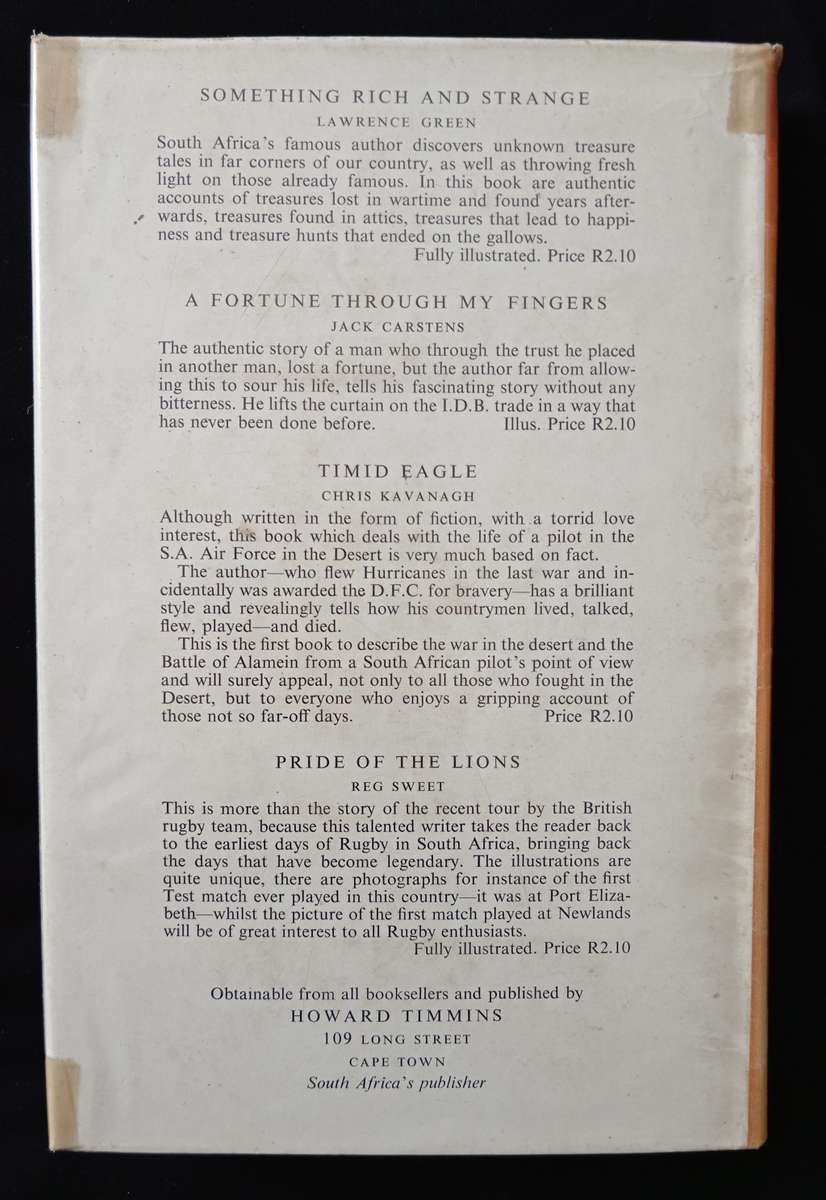 SOMETHING RICH AND STRANGE
LAWRENCE GREEN
South Africa's famous author discovers unknown treasure
tales in far corners of our country, as well as throwing fresh
light on those already famous. In this book are authentic
accounts of treasures lost in wartime and found years after-
wards, treasures found in attics, treasures that lead to happi-
ness and treasure hunts that ended on the gallows.
Fully illustrated. Price R2.10
A FORTUNE THROUGH MY FINGERS
JACK CARSTENS
The authentic story of a man who through the trust he placed
in another man, lost a fortune, but the author far from allow-
ing this to sour his life, tells his fascinating story without any
bitterness. He lifts the curtain on the I.D.B. trade in a way that
has never been done before. Illus. Price R2.10
TIMID EAGLE
CHRIS KAVANAGH
Although written in the form of fiction, with a torrid love
interest, this book which deals with the life of a pilot in the
S.A. Air Force in the Desert is very much based on fact.
The author—who flew Hurricanes in the last war and in-
cidentally was awarded the D.F.C. for bravery—has a brilliant
style and revealingly tells how his countrymen lived, talked,
flew, played—and died.
This is the first book to describe the war in the desert and the
Battle of Alamein from a South African pilot's point of view
and will surely appeal, not only to all those who fought in the
Desert, but to everyone who enjoys a gripping account of
those not so far-off days. Price R2.10
PRIDE OF THE LIONS
REG SWEET
This is more than the story of the recent tour by the British
rugby team, because this talented writer takes the reader back
to the earliest days of Rugby in South Africa, bringing back
the days that have become legendary. The illustrations are
quite unique, there are photographs for instance of the first
Test match ever played in this country—it was at Port Eliza-
beth—whilst the picture of the first match played at Newlands
will be of great interest to all Rugby enthusiasts.
Fully illustrated. Price R2.10
Obtainable from all booksellers and published by
HOWARD TIMMINS
109 LONG STREET
CAPE TOWN
South Africa's publisher